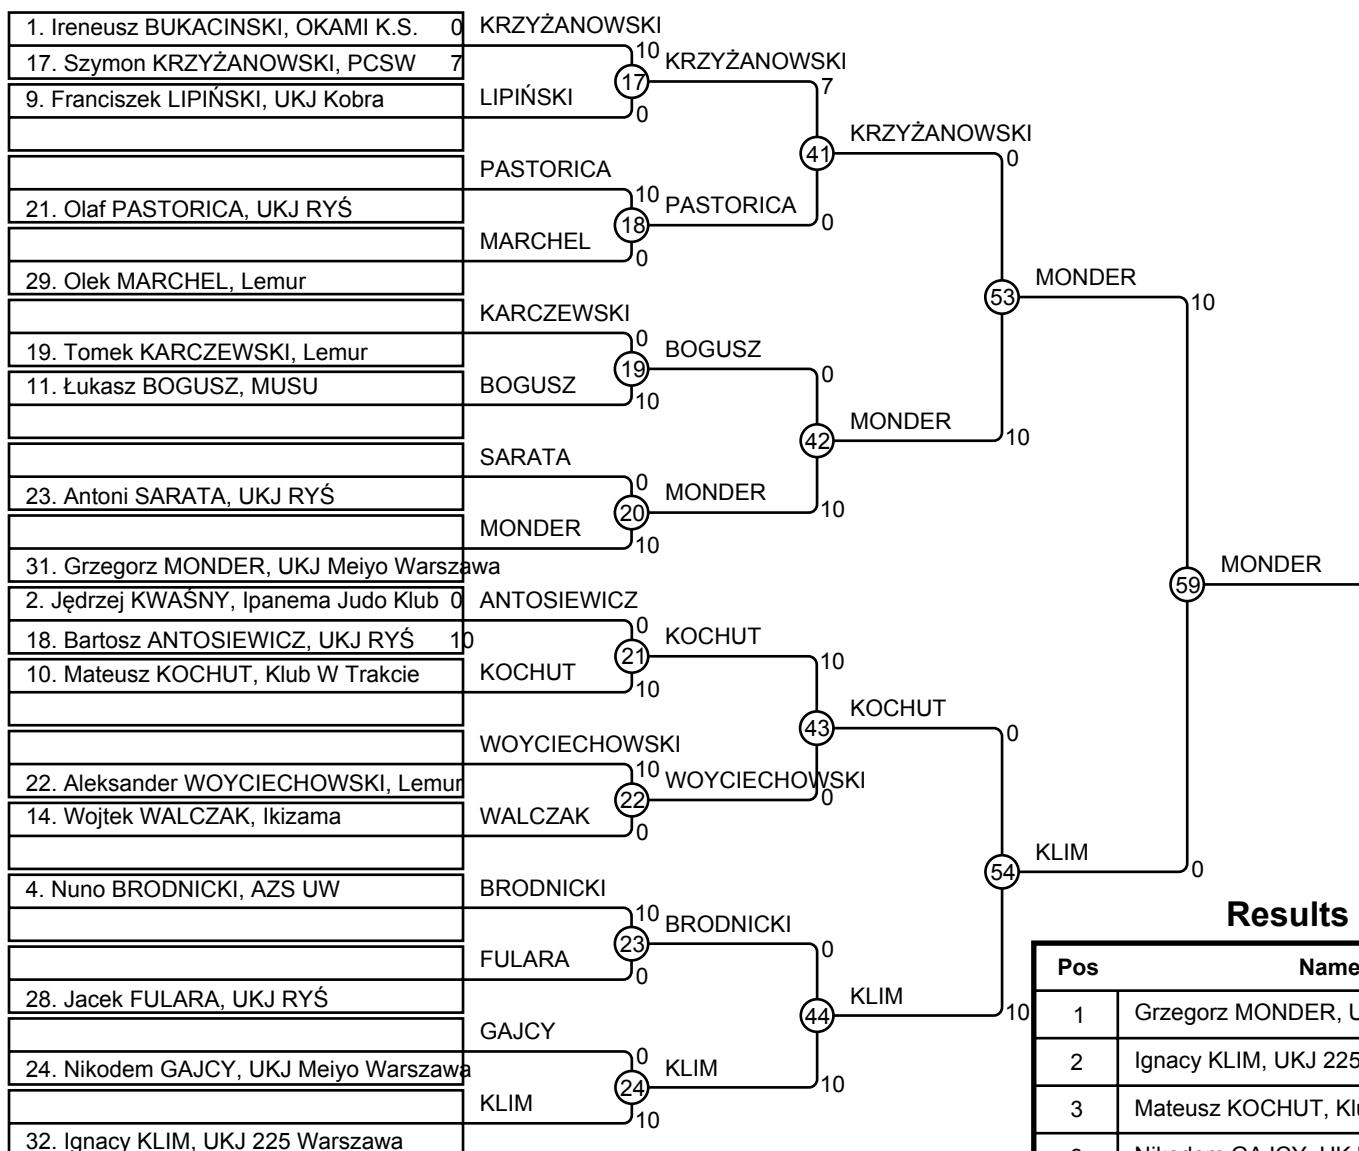 1. Ireneusz BUKACINSKI, OKAMI K.S. 0
17. Szymon KRZYŻANOWSKI, PCSW 7
9. Franciszek LIPIŃSKI, UKJ Kobra
21. Olaf PASTORICA, UKJ RYŚ
29. Olek MARCHEL, Lemur
19. Tomek KARCZEWSKI, Lemur
11. Łukasz BOGUSZ, MUSU
23. Antoni SARATA, UKJ RYŚ
31. Grzegorz MONDER, UKJ Meiyo Warszawa
2. Jędrzej KWAŚNY, Ipanema Judo Klub 0
18. Bartosz ANTOSIEWICZ, UKJ RYŚ 10
10. Mateusz KOCHUT, Klub W Trakcie
22. Aleksander WOYCIECHOWSKI, Lemur
14. Wojtek WALCZAK, Ikizama
4. Nuno BRODNICKI, AZS UW
28. Jacek FULARA, UKJ RYŚ
24. Nikodem GAJCY, UKJ Meiyo Warszawa
32. Ignacy KLIM, UKJ 225 Warszawa
KRZYŻANOWSKI
10
17
LIPIŃSKI
0
PASTORICA
10
18
MARCHEL
0
KARCZEWSKI
0
19
BOGUSZ
10
SARATA
0
20
MONDER
10
ANTOSIEWICZ
0
21
KOCHUT
10
WOYCIECHOWSKI
10
22
WALCZAK
0
BRODNICKI
10
23
FULARA
0
GAJCY
0
24
KLIM
10
KRZYŻANOWSKI
7
41
PASTORICA
0
BOGUSZ
0
42
MONDER
10
KOCHUT
10
43
WOYCIECHOWSKI
0
BRODNICKI
0
44
KLIM
10
KRZYŻANOWSKI
0
53
MONDER
10
KOCHUT
0
54
KLIM
10
MONDER
10
59
KLIM
0
MONDER
Results
Pos Name
1 Grzegorz MONDER, U
2 Ignacy KLIM, UKJ 225
3 Mateusz KOCHUT, Klu